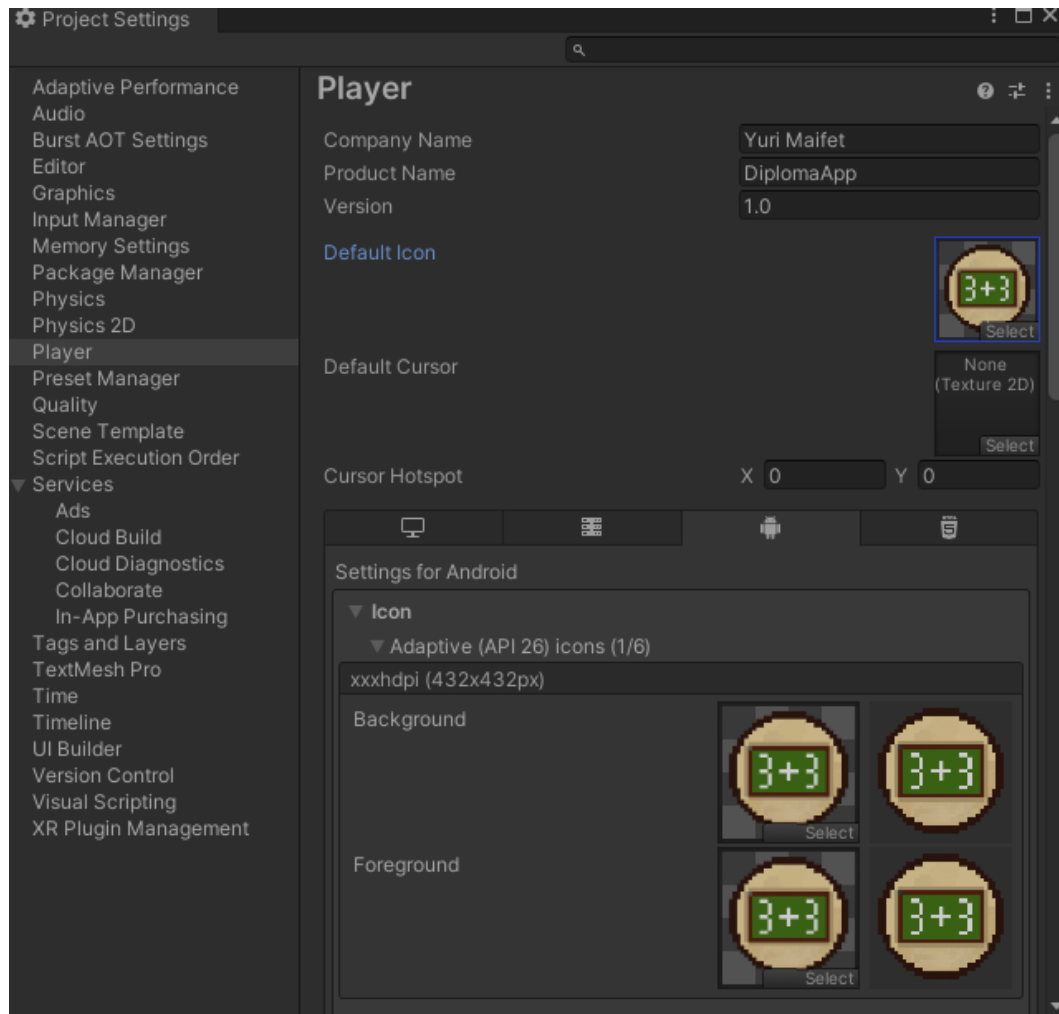 Project Settings
Adaptive Performance
Audio
Burst AOT Settings
Editor
Graphics
Input Manager
Memory Settings
Package Manager
Physics
Physics 2D
Player
Preset Manager
Quality
Scene Template
Script Execution Order
Services
Ads
Cloud Build
Cloud Diagnostics
Collaborate
In-App Purchasing
Tags and Layers
TextMesh Pro
Time
Timeline
UI Builder
Version Control
Visual Scripting
XR Plugin Management
Player
Company Name Yuri Maifet
Product Name DiplomaApp
Version 1.0
Default Icon
3+3
Select
Default Cursor
None
(Texture 2D)
Select
Cursor Hotspot X 0 Y 0
Settings for Android
Icon
Adaptive (API 26) icons (1/6)
xxxhdpi (432x432px)
Background
3+3 3+3
Select
Foreground
3+3 3+3
Select